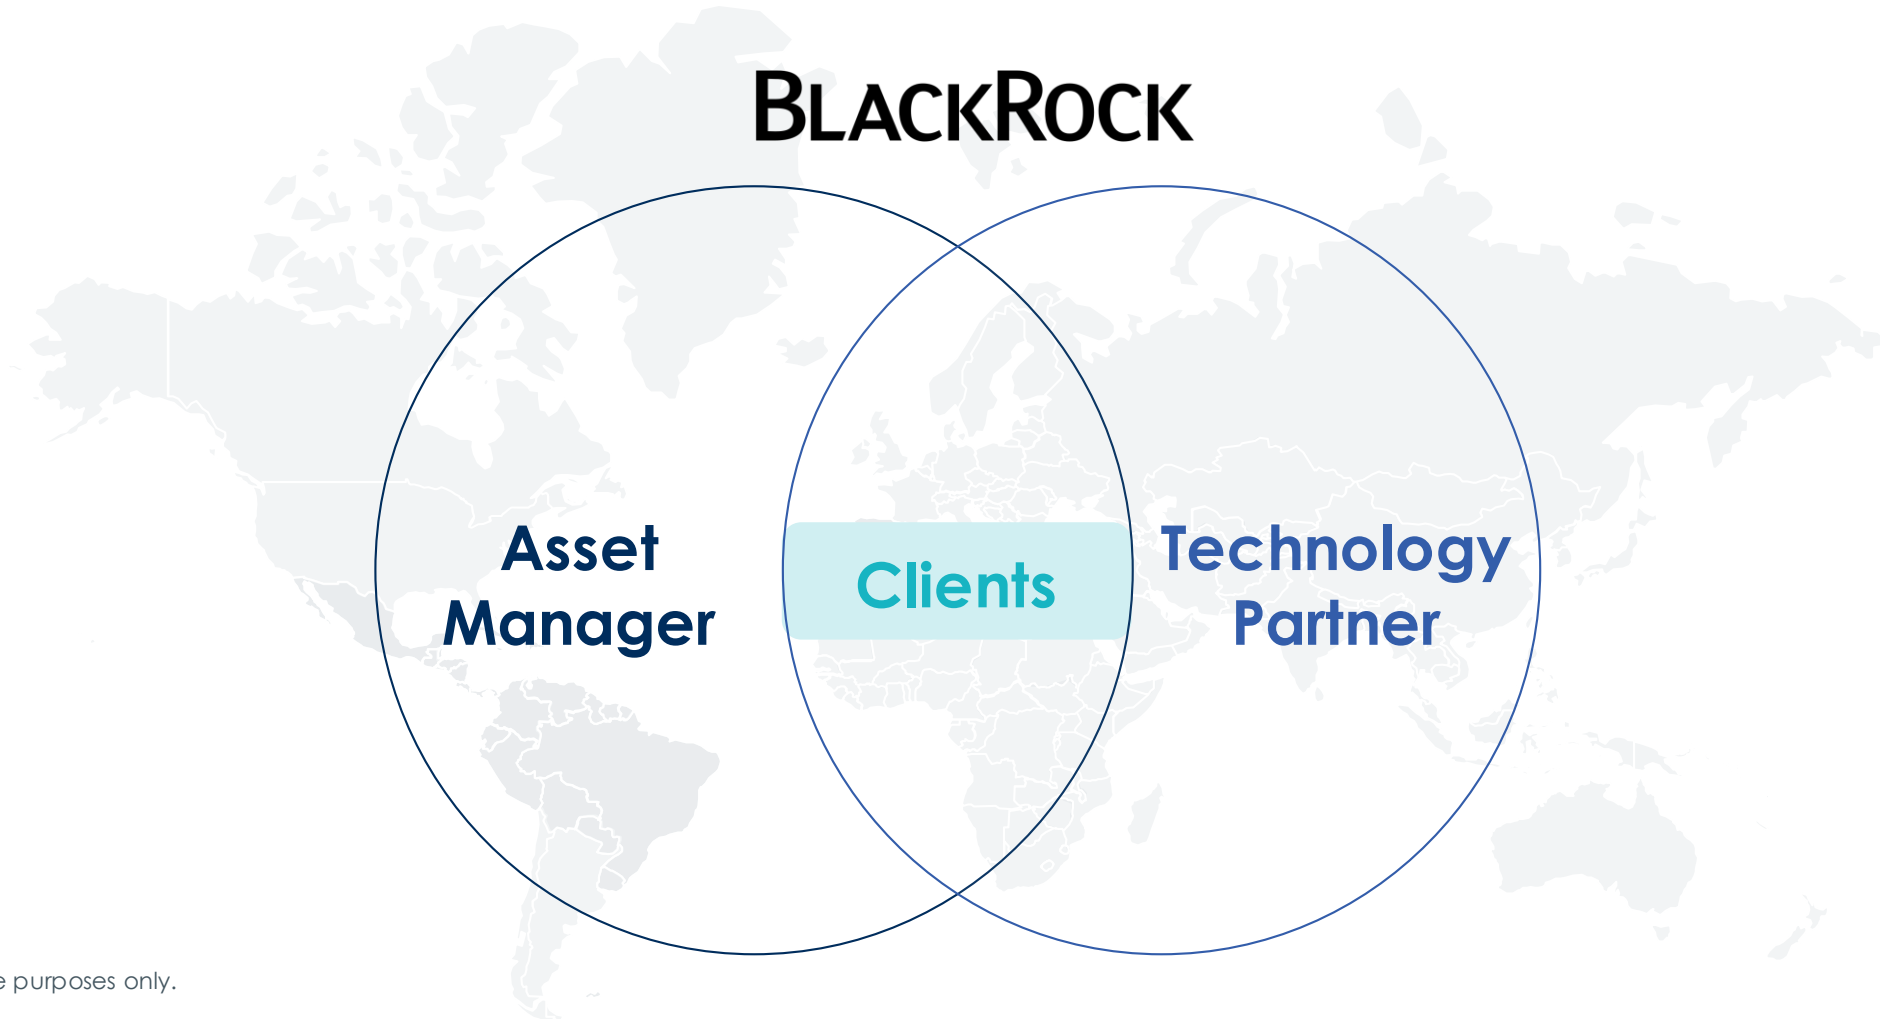 BLACKROCK
Asset
Manager
Clients
Technology
Partner
purposes only.